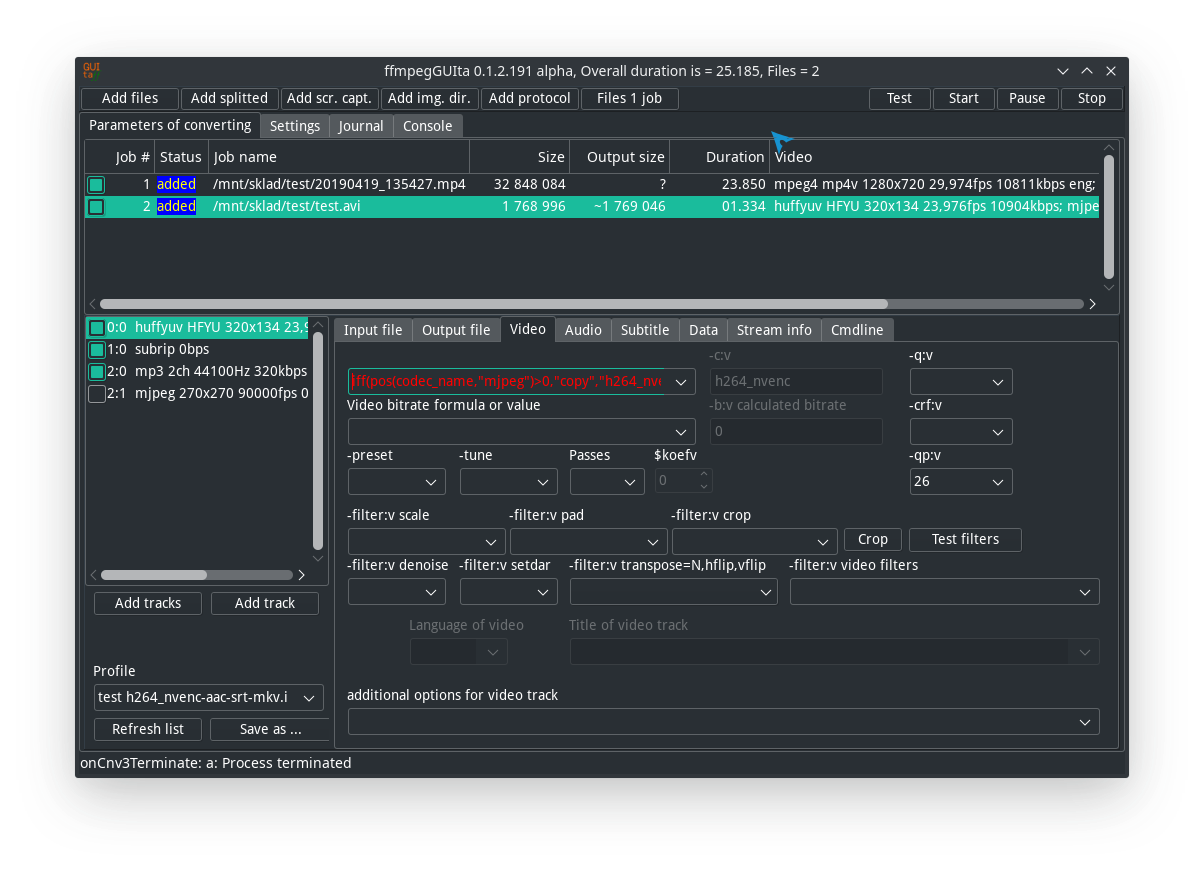 GUI
ta
ffmpegGUIta 0.1.2.191 alpha, Overall duration is = 25.185, Files = 2
Add files Add splitted Add scr. capt. Add img. dir. Add protocol Files 1 job Test Start Pause Stop
Parameters of converting Settings Journal Console
Job # Status Job name Size Output size Duration Video
1 added /mnt/sklad/test/20190419_135427.mp4 32 848 084 ? 23.850 mpeg4 mp4v 1280x720 29,974fps 10811kbps eng;
2 added /mnt/sklad/test/test.avi 1 768 996 ~1 769 046 01.334 huffyuv HFYU 320x134 23,976fps 10904kbps; mjpe
0:0 huffyuv HFYU 320x134 23,9
1:0 subrip 0bps
2:0 mp3 2ch 44100Hz 320kbps
2:1 mjpeg 270x270 90000fps 0
Add tracks Add track
Profile
test h264_nvenc-aac-srt-mkv.i
Refresh list Save as ...
Input file Output file Video Audio Subtitle Data Stream info Cmdline
-c:v -q:v
iff(pos(codec_name,"mjpeg")>0,"copy","h264_nve h264_nvenc
Video bitrate formula or value -b:v calculated bitrate -crf:v
0
-preset -tune Passes $koefv -qp:v
0 26
-filter:v scale -filter:v pad -filter:v crop
Crop Test filters
-filter:v denoise -filter:v setdar -filter:v transpose=N,hflip,vflip -filter:v video filters
Language of video Title of video track
additional options for video track
onCnv3Terminate: a: Process terminated